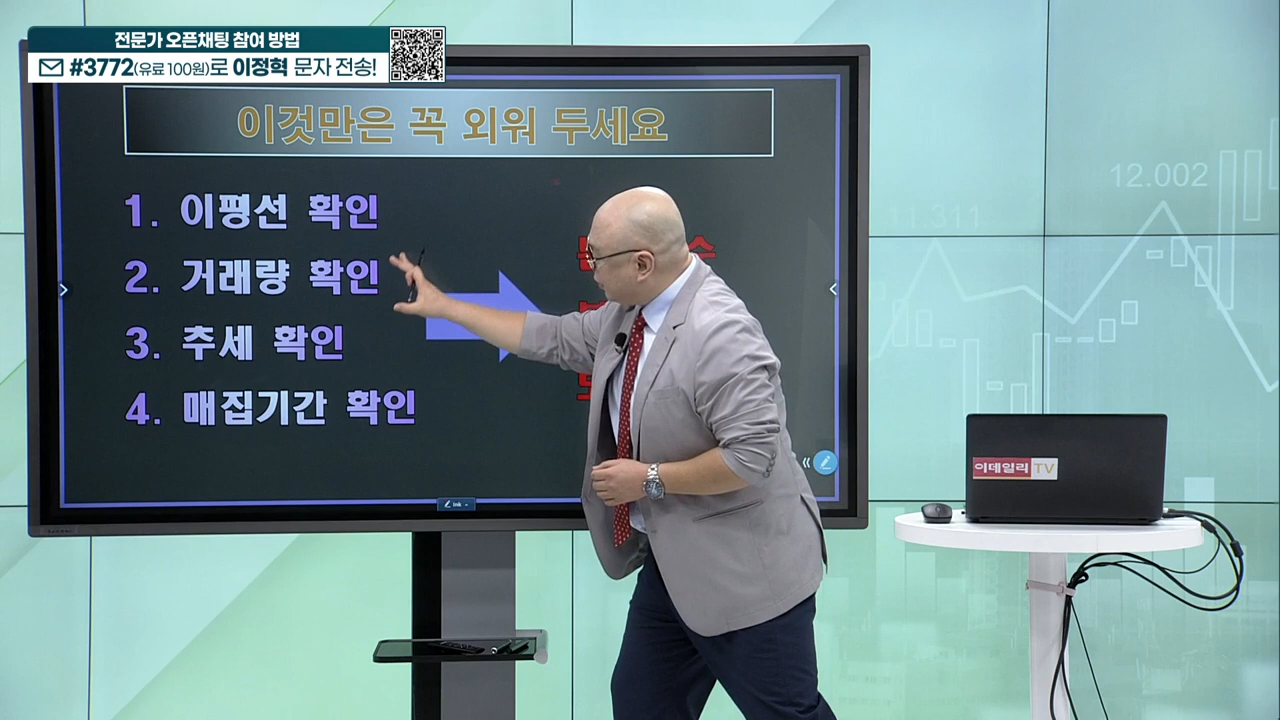 전문가 오픈채팅 참여 방법
#3772(유료 100원)로 이정혁 문자 전송!
이것만은 꼭 외워 두세요
1. 이평선 확인
2. 거래량 확인
3. 추세 확인
4. 매집기간 확인
수
12.002
311
이데일리TV
Ink